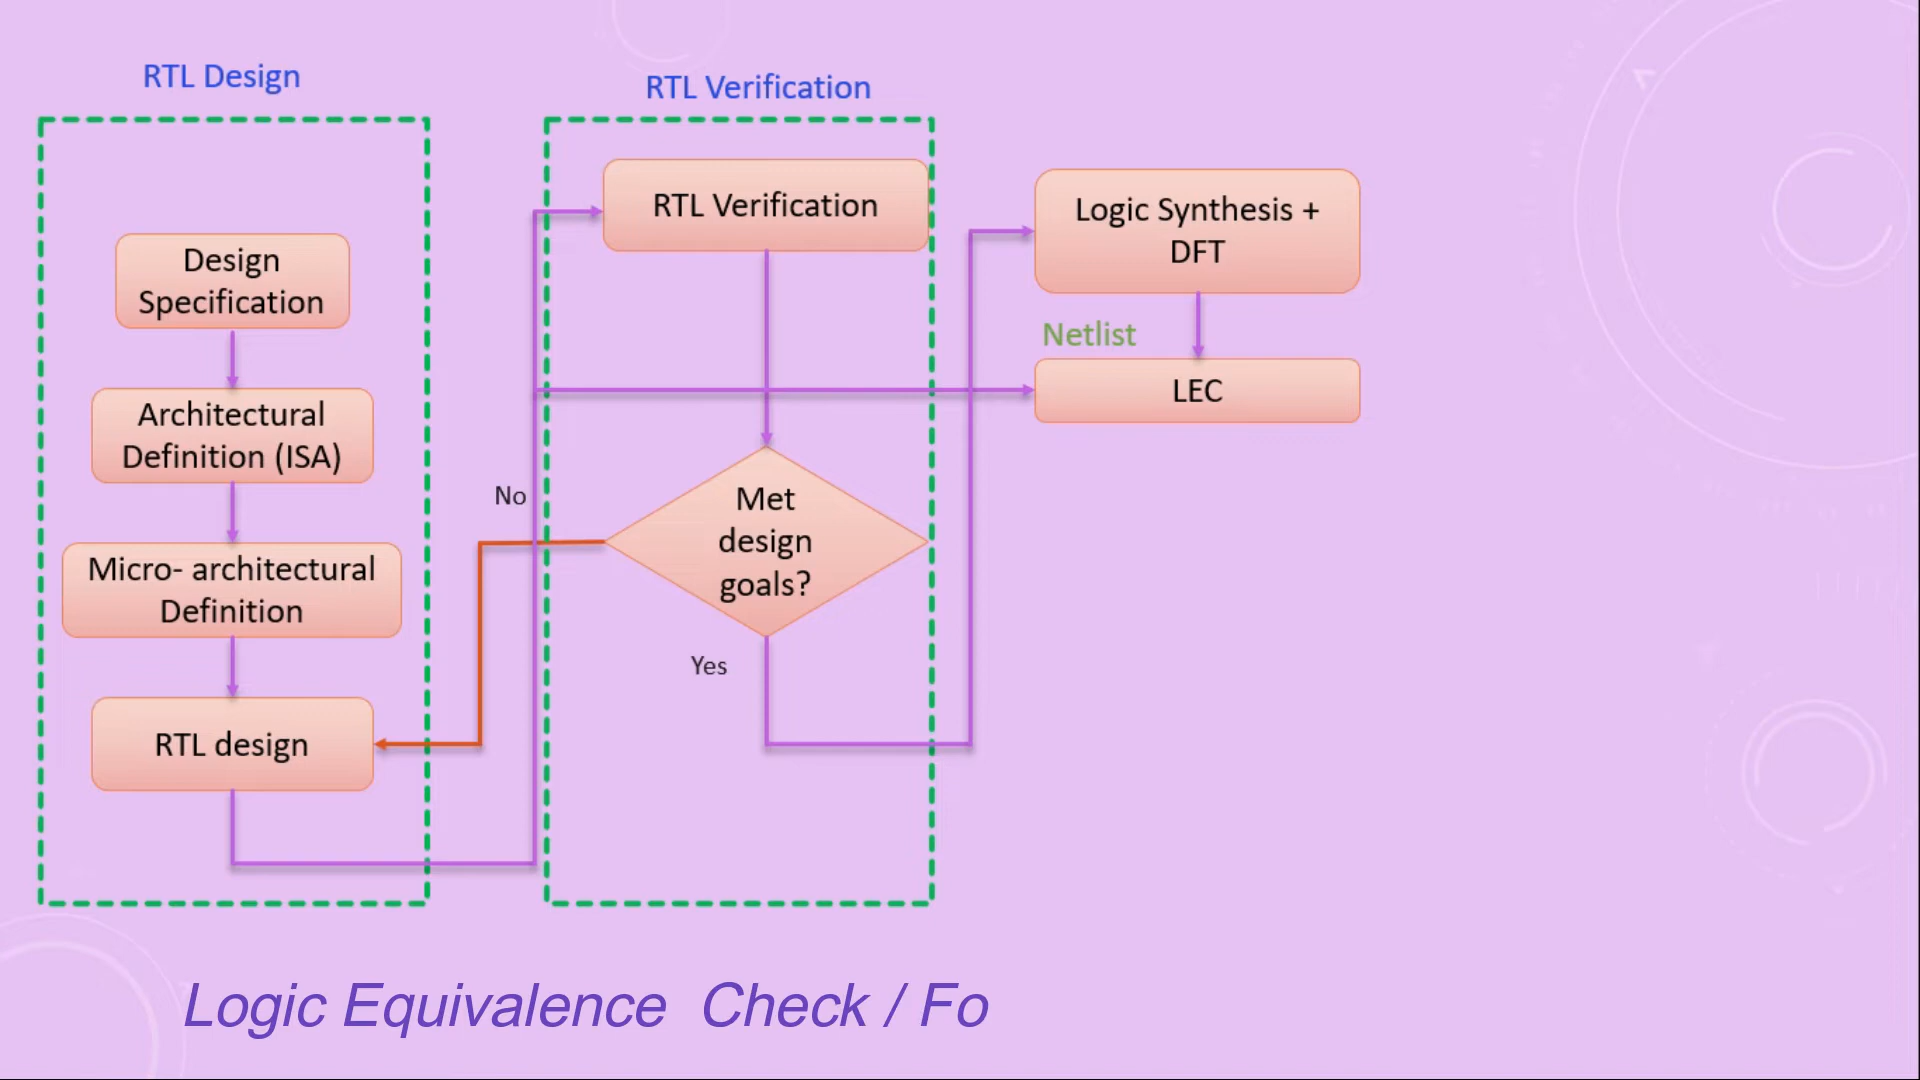 RTL Design
Design
Specification
Architectural
Definition (ISA)
Micro- architectural
Definition
RTL design
No
RTL Verification
RTL Verification
Met
design
goals?
Yes
Logic Synthesis +
DFT
Netlist
LEC
Logic Equivalence Check / Fo